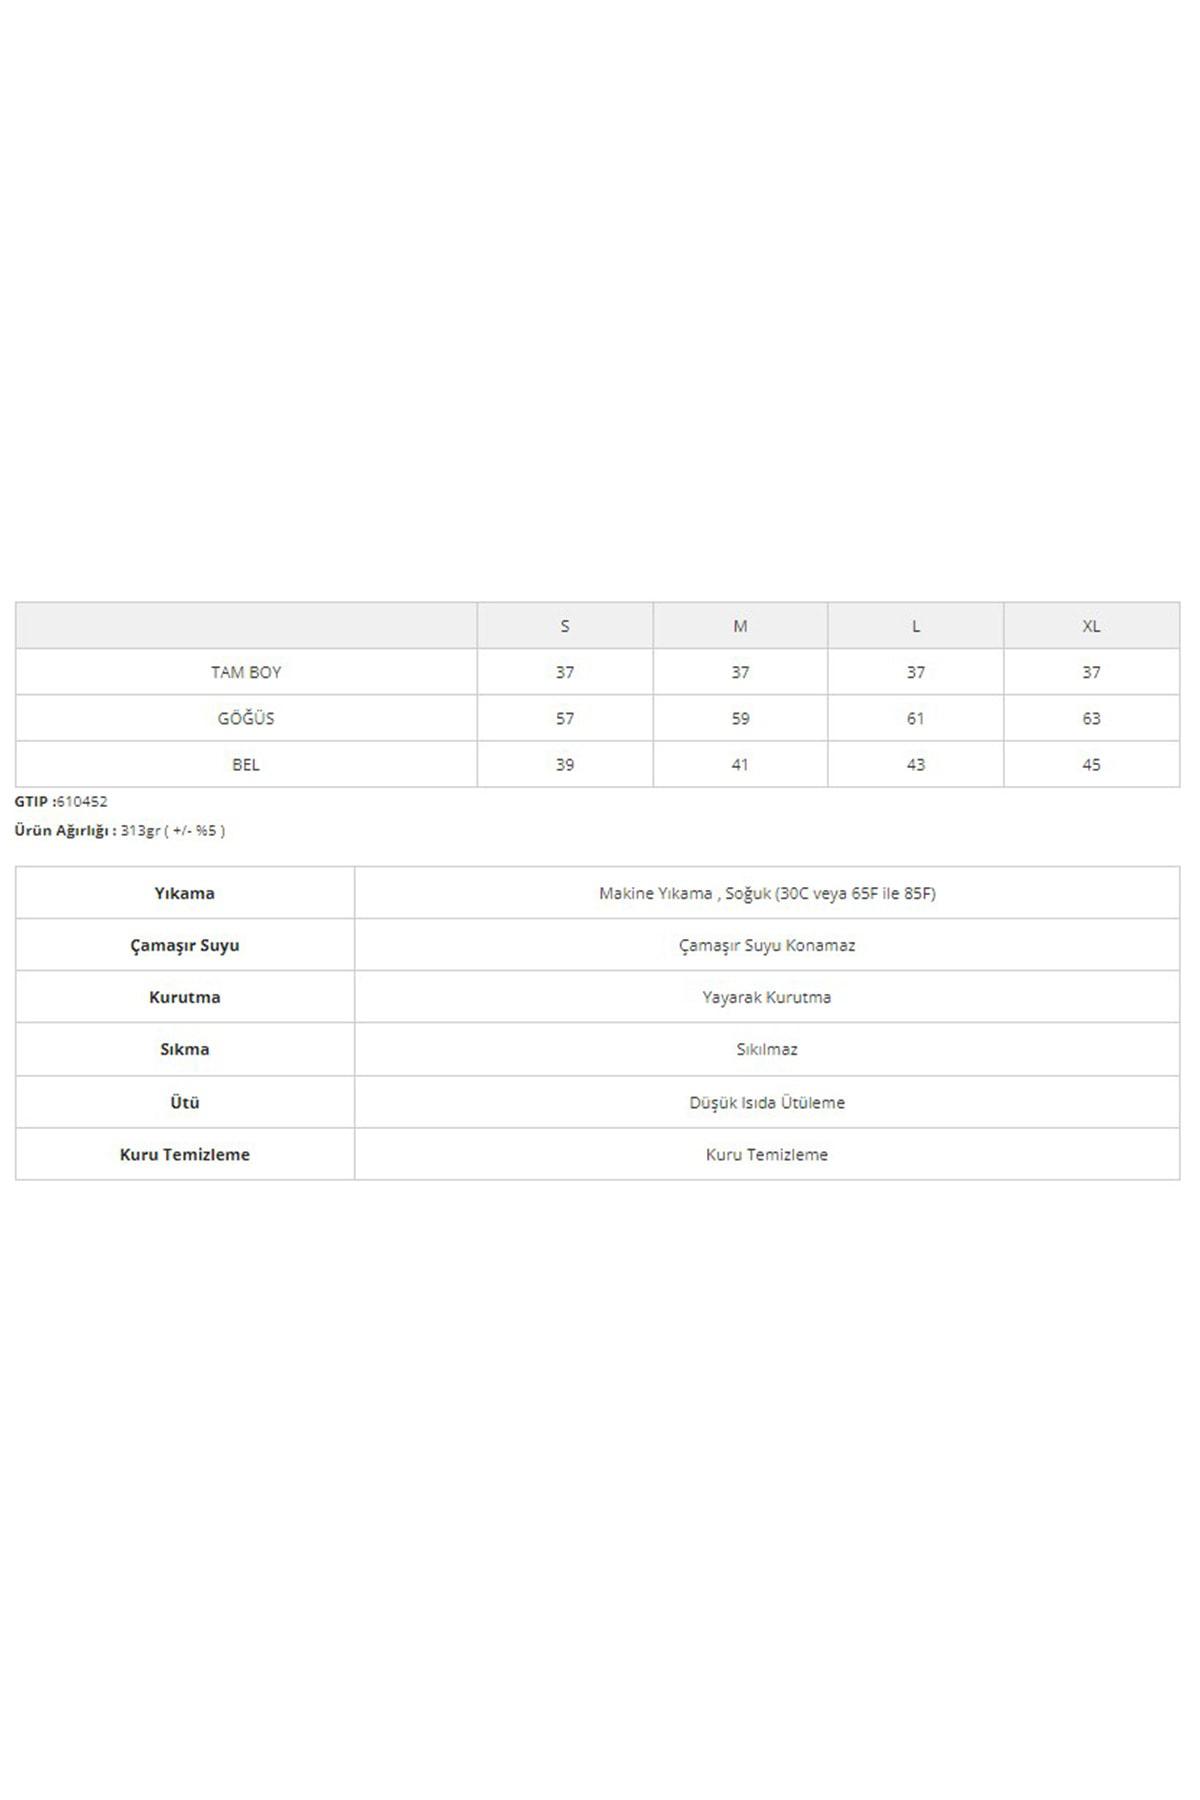 S M L XL
TAM BOY 37 37 37 37
GÖĞÜS 57 59 61 63
BEL 39 41 43 45
GTIP :610452
Ürün Ağırlığı : 313gr ( +/- %5 )
Yıkama Makine Yıkama , Soğuk (30C veya 65F ile 85F)
Çamaşır Suyu Çamaşır Suyu Konamaz
Kurutma Yayarak Kurutma
Sıkma Sıkılmaz
Ütü Düşük Isıda Ütüleme
Kuru Temizleme Kuru Temizleme